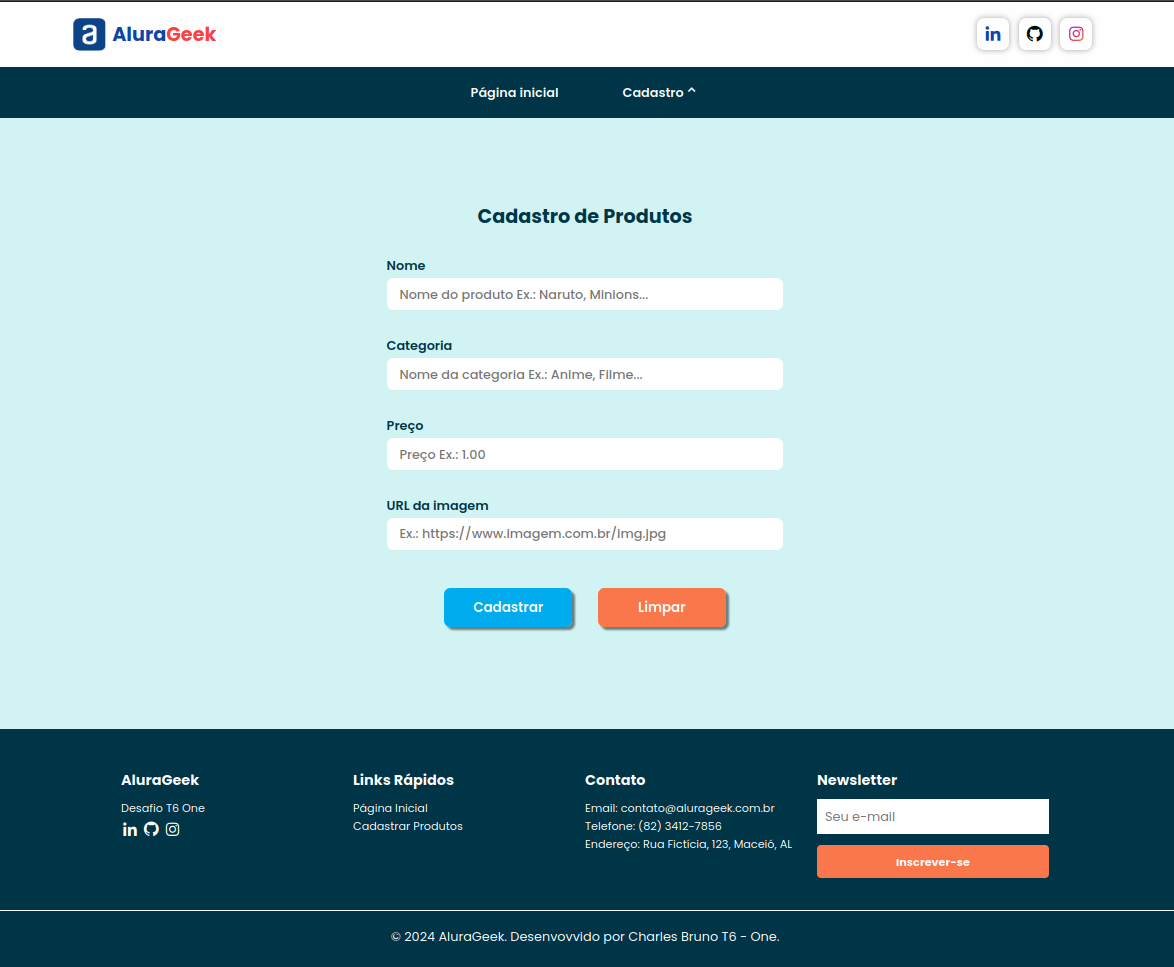 a AluraGeek
Página inicial
Cadastro
Cadastro de Produtos
Nome
Nome do produto Ex.: Naruto, Minions...
Categoria
Nome da categoria Ex.: Anime, Filme...
Preço
Preço Ex.: 1.00
URL da imagem
Ex.: https://www.imagem.com.br/img.jpg
Cadastrar
Limpar
AluraGeek
Desafio T6 One
Links Rápidos
Página Inicial
Cadastrar Produtos
Contato
Email: contato@alurageek.com.br
Telefone: (82) 3412-7856
Endereço: Rua Fictícia, 123, Maceió, AL
Newsletter
Seu e-mail
Inscrever-se
© 2024 AluraGeek. Desenvovvido por Charles Bruno T6 - One.